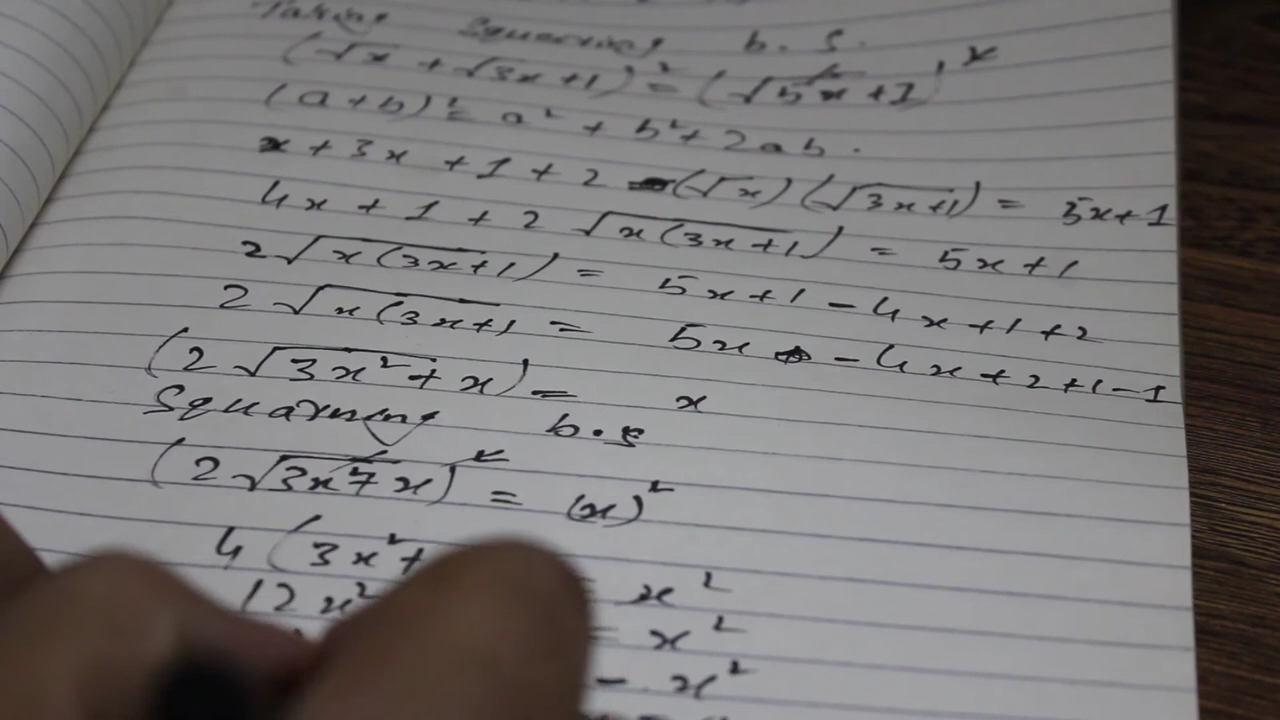 Taking Squaring b.s.
(√x + √3x+1)² = (√5x+1)²
(a+b)² = a² + b² + 2ab.
x + 3x + 1 + 2 (√x) (√3x+1) = 5x+1
4x + 1 + 2 √x(3x+1) = 5x+1
2√x(3x+1) = 5x+1 - 4x+1+2
2 √x(3x+1 = 5x - 4x+2+1-1
(2 √3x²+x) = x
Squarning b.s
(2√3x+x)² = (x)²
4 (3x²+ = x²
12x² = x²
- x²